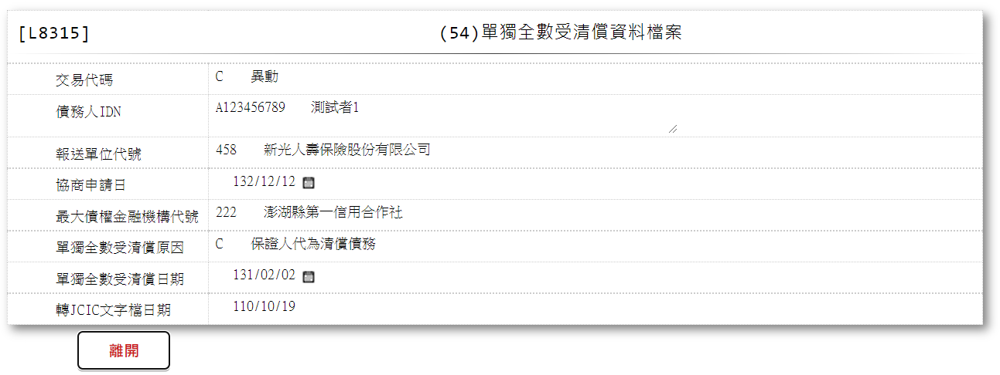 [L8315] (54)單獨全數受清償資料檔案
交易代碼 C 異動
債務人IDN A123456789 測試者1
報送單位代號 458 新光人壽保險股份有限公司
協商申請日 132/12/12
最大債權金融機構代號 222 澎湖縣第一信用合作社
單獨全數受清償原因 C 保證人代為清償債務
單獨全數受清償日期 131/02/02
轉JCIC文字檔日期 110/10/19
離開